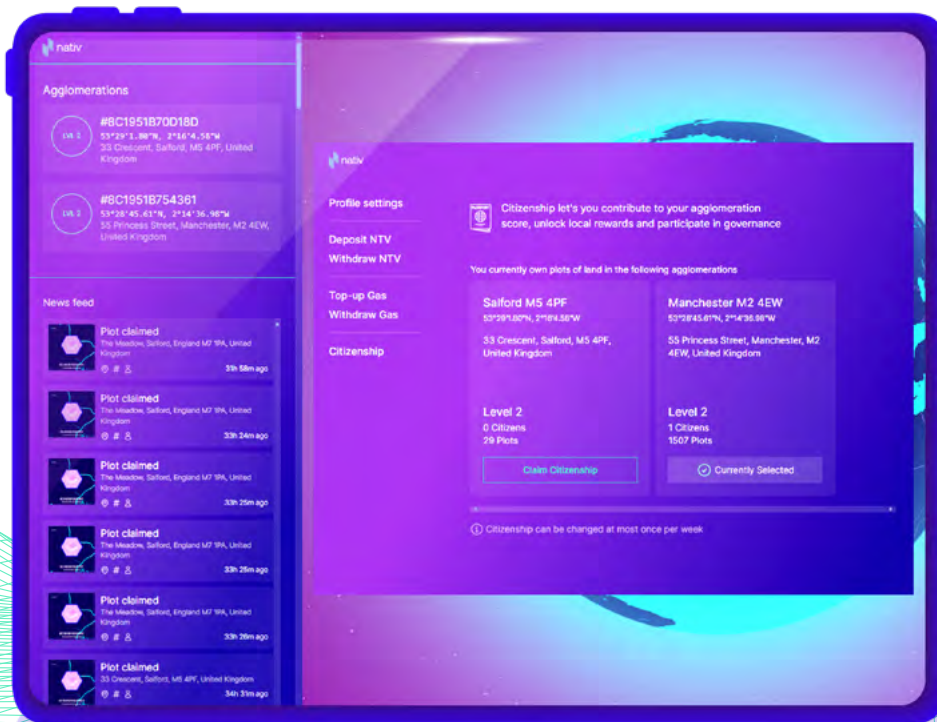 nativ
Agglomerations
LVL 2
#8C1951B70D18D
53°29'1.80"N, 2°16'4.58"W
33 Crescent, Salford, M5 4PF, United
Kingdom
LVL 2
#8C1951B754361
53°28'45.61"N, 2°14'36.98"W
55 Princess Street, Manchester, M2 4EW,
United Kingdom
News feed
Plot claimed
The Meadow, Salford, England M7 1PA, United
Kingdom
31h 58m ago
Plot claimed
The Meadow, Salford, England M7 1PA, United
Kingdom
33h 24m ago
Plot claimed
The Meadow, Salford, England M7 1PA, United
Kingdom
33h 25m ago
Plot claimed
The Meadow, Salford, England M7 1PA, United
Kingdom
33h 25m ago
Plot claimed
The Meadow, Salford, England M7 1PA, United
Kingdom
33h 26m ago
Plot claimed
33 Crescent, Salford, M5 4PF, United Kingdom
34h 31m ago
nativ
Profile settings
Deposit NTV
Withdraw NTV
Top-up Gas
Withdraw Gas
Citizenship
Citizenship let's you contribute to your agglomeration
score, unlock local rewards and participate in governance
You currently own plots of land in the following agglomerations
Salford M5 4PF
53°29'1.80"N, 2°16'4.58"W
33 Crescent, Salford, M5 4PF,
United Kingdom
Level 2
0 Citizens
29 Plots
Claim Citizenship
Manchester M2 4EW
53°28'45.61"N, 2°14'36.98"W
55 Princess Street, Manchester, M2
4EW, United Kingdom
Level 2
1 Citizens
1507 Plots
Currently Selected
Citizenship can be changed at most once per week